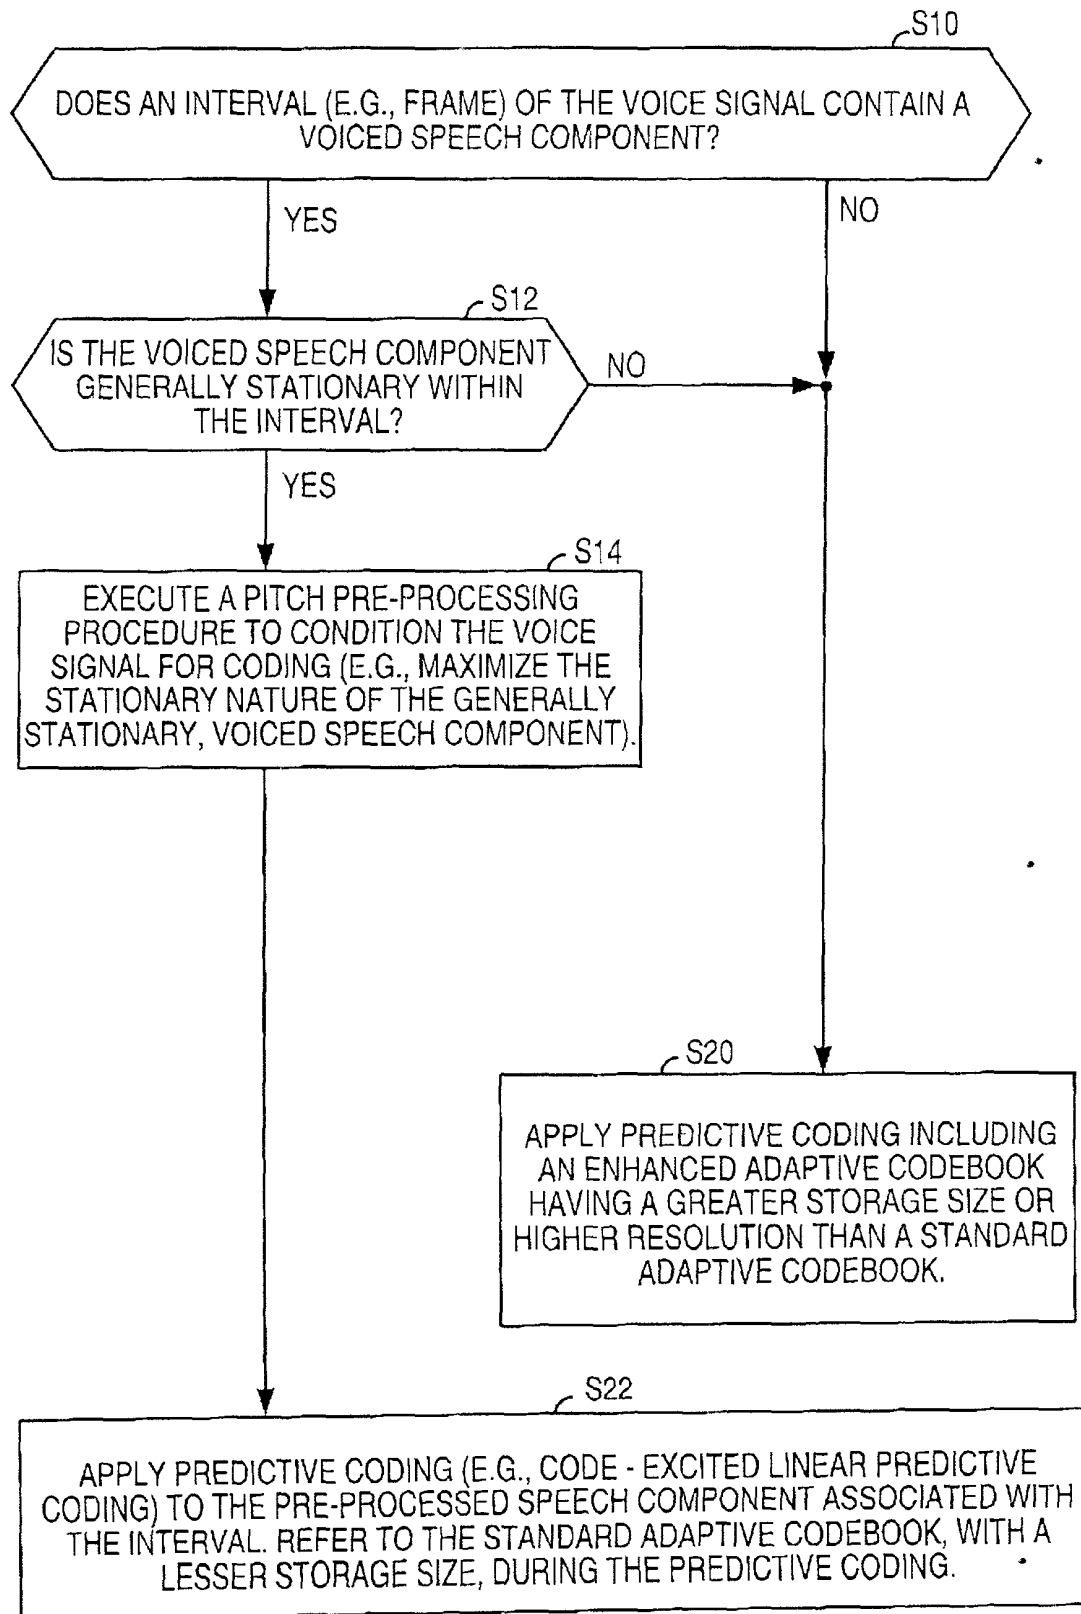 S10
DOES AN INTERVAL (E.G., FRAME) OF THE VOICE SIGNAL CONTAIN A
VOICED SPEECH COMPONENT?
YES
NO
S12
IS THE VOICED SPEECH COMPONENT
GENERALLY STATIONARY WITHIN
THE INTERVAL?
NO
YES
S14
EXECUTE A PITCH PRE-PROCESSING
PROCEDURE TO CONDITION THE VOICE
SIGNAL FOR CODING (E.G., MAXIMIZE THE
STATIONARY NATURE OF THE GENERALLY
STATIONARY, VOICED SPEECH COMPONENT).
S20
APPLY PREDICTIVE CODING INCLUDING
AN ENHANCED ADAPTIVE CODEBOOK
HAVING A GREATER STORAGE SIZE OR
HIGHER RESOLUTION THAN A STANDARD
ADAPTIVE CODEBOOK.
S22
APPLY PREDICTIVE CODING (E.G., CODE - EXCITED LINEAR PREDICTIVE
CODING) TO THE PRE-PROCESSED SPEECH COMPONENT ASSOCIATED WITH
THE INTERVAL. REFER TO THE STANDARD ADAPTIVE CODEBOOK, WITH A
LESSER STORAGE SIZE, DURING THE PREDICTIVE CODING.